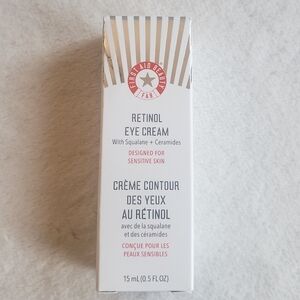 FIRST AID BEAUTY
FAB
RETINOL
EYE CREAM
With Squalane + Ceramides
DESIGNED FOR
SENSITIVE SKIN
CRÈME CONTOUR
DES YEUX
AU RÉTINOL
avec de la squalane
et des céramides
CONÇUE POUR LES
PEAUX SENSIBLES
15 mL (0.5 FL OZ)